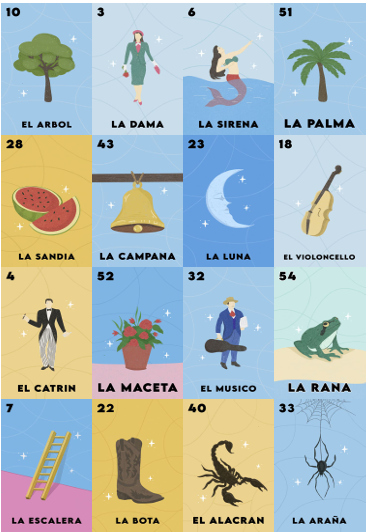 10
EL ARBOL
3
LA DAMA
6
LA SIRENA
51
LA PALMA
28
LA SANDIA
43
LA CAMPANA
23
LA LUNA
18
EL VIOLONCELLO
4
EL CATRIN
52
LA MACETA
32
EL MUSICO
54
LA RANA
7
LA ESCALERA
22
LA BOTA
40
EL ALACRAN
33
LA ARAÑA